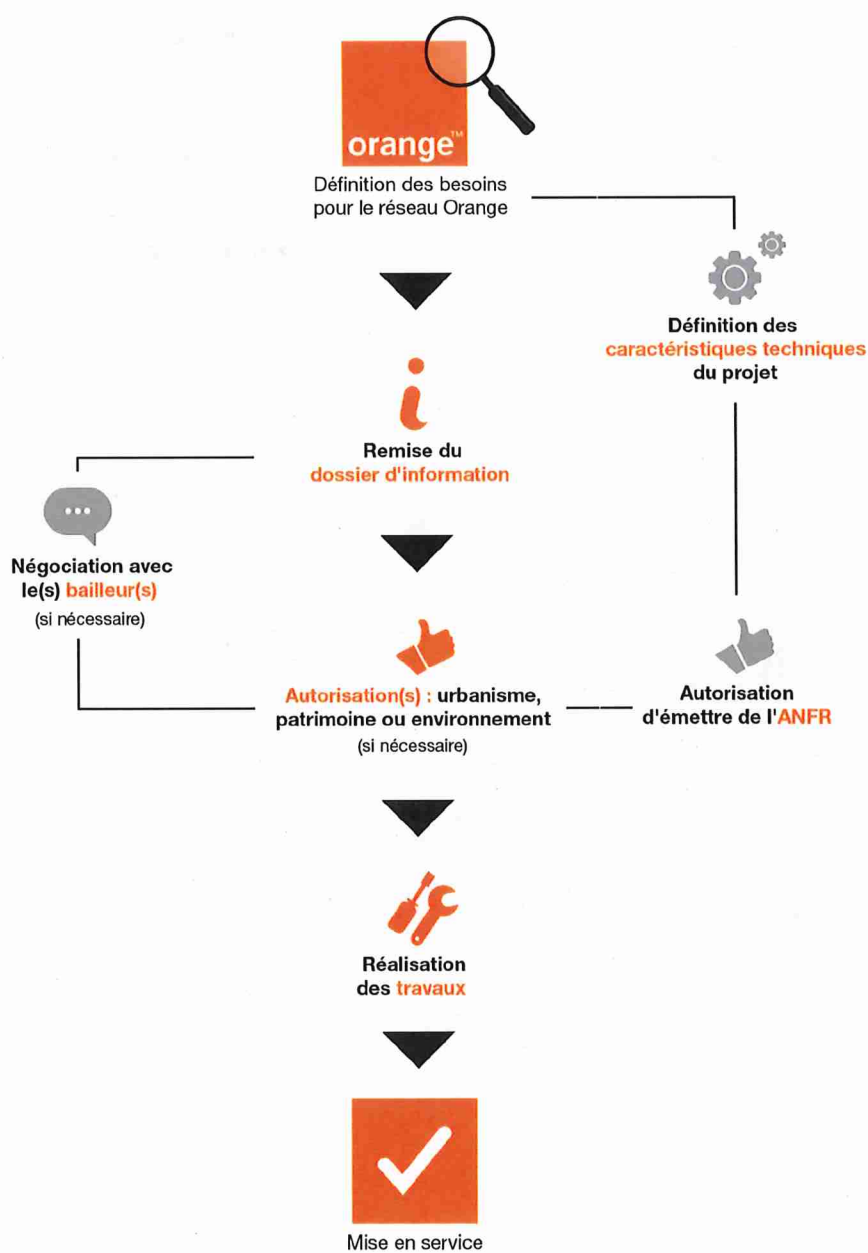 orange™
Définition des besoins
pour le réseau Orange
Définition des
caractéristiques techniques
du projet
Remise du
dossier d'information
Négociation avec
le(s) bailleur(s)
(si nécessaire)
Autorisation(s) : urbanisme,
patrimoine ou environnement
(si nécessaire)
Autorisation
d'émettre de l'ANFR
Réalisation
des travaux
Mise en service